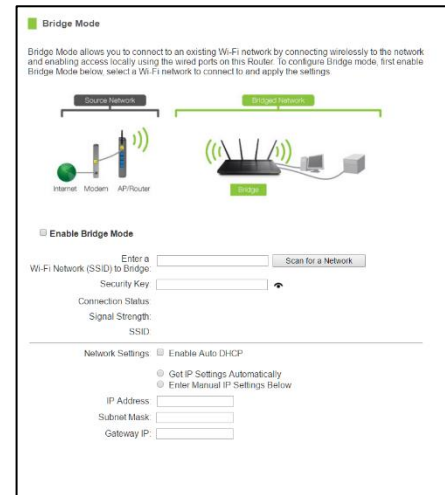 Bridge Mode
Bridge Mode allows you to connect to an existing Wi-Fi network by connecting wirelessly to the network
and enabling access locally using the wired ports on this Router. To configure Bridge mode, first enable
Bridge Mode below, select a Wi-Fi network to connect to and apply the settings.
Source Network
Bridged Network
Internet Modem AP/Router
Bridge
Enable Bridge Mode
Enter a
Wi-Fi Network (SSID) to Bridge:
Scan for a Network
Security Key:
Connection Status:
Signal Strength:
SSID:
Network Settings: Enable Auto DHCP
Get IP Settings Automatically
Enter Manual IP Settings Below
IP Address:
Subnet Mask:
Gateway IP: